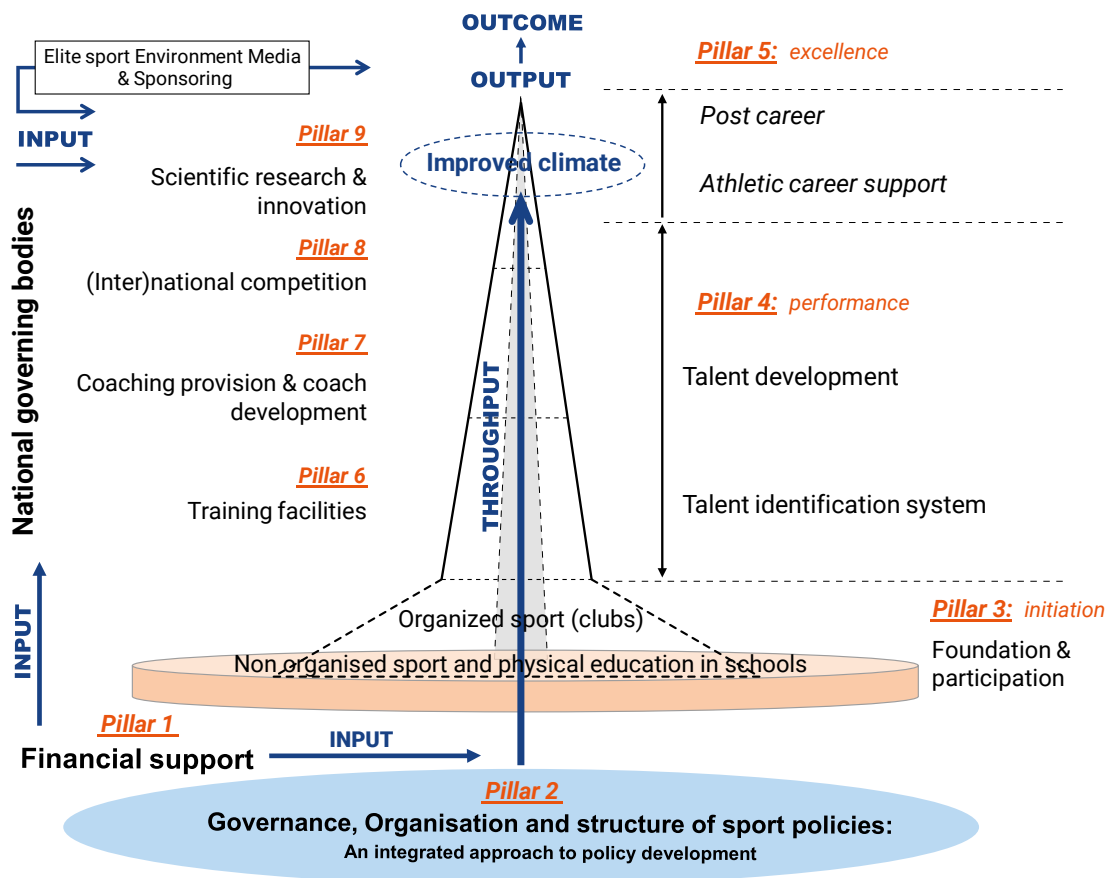 OUTCOME
Elite sport Environment Media
& Sponsoring
OUTPUT
Pillar 5: excellence
INPUT
Pillar 9
Scientific research &
innovation
Improved climate
Post career
Athletic career support
National governing bodies
Pillar 8
(Inter)national competition
Pillar 4: performance
Pillar 7
Coaching provision & coach
development
THROUGHPUT
Talent development
Pillar 6
Training facilities
Talent identification system
INPUT
Organized sport (clubs)
Non organised sport and physical education in schools
Pillar 3: initiation
Foundation &
participation
Pillar 1
Financial support
INPUT
Pillar 2
Governance, Organisation and structure of sport policies:
An integrated approach to policy development